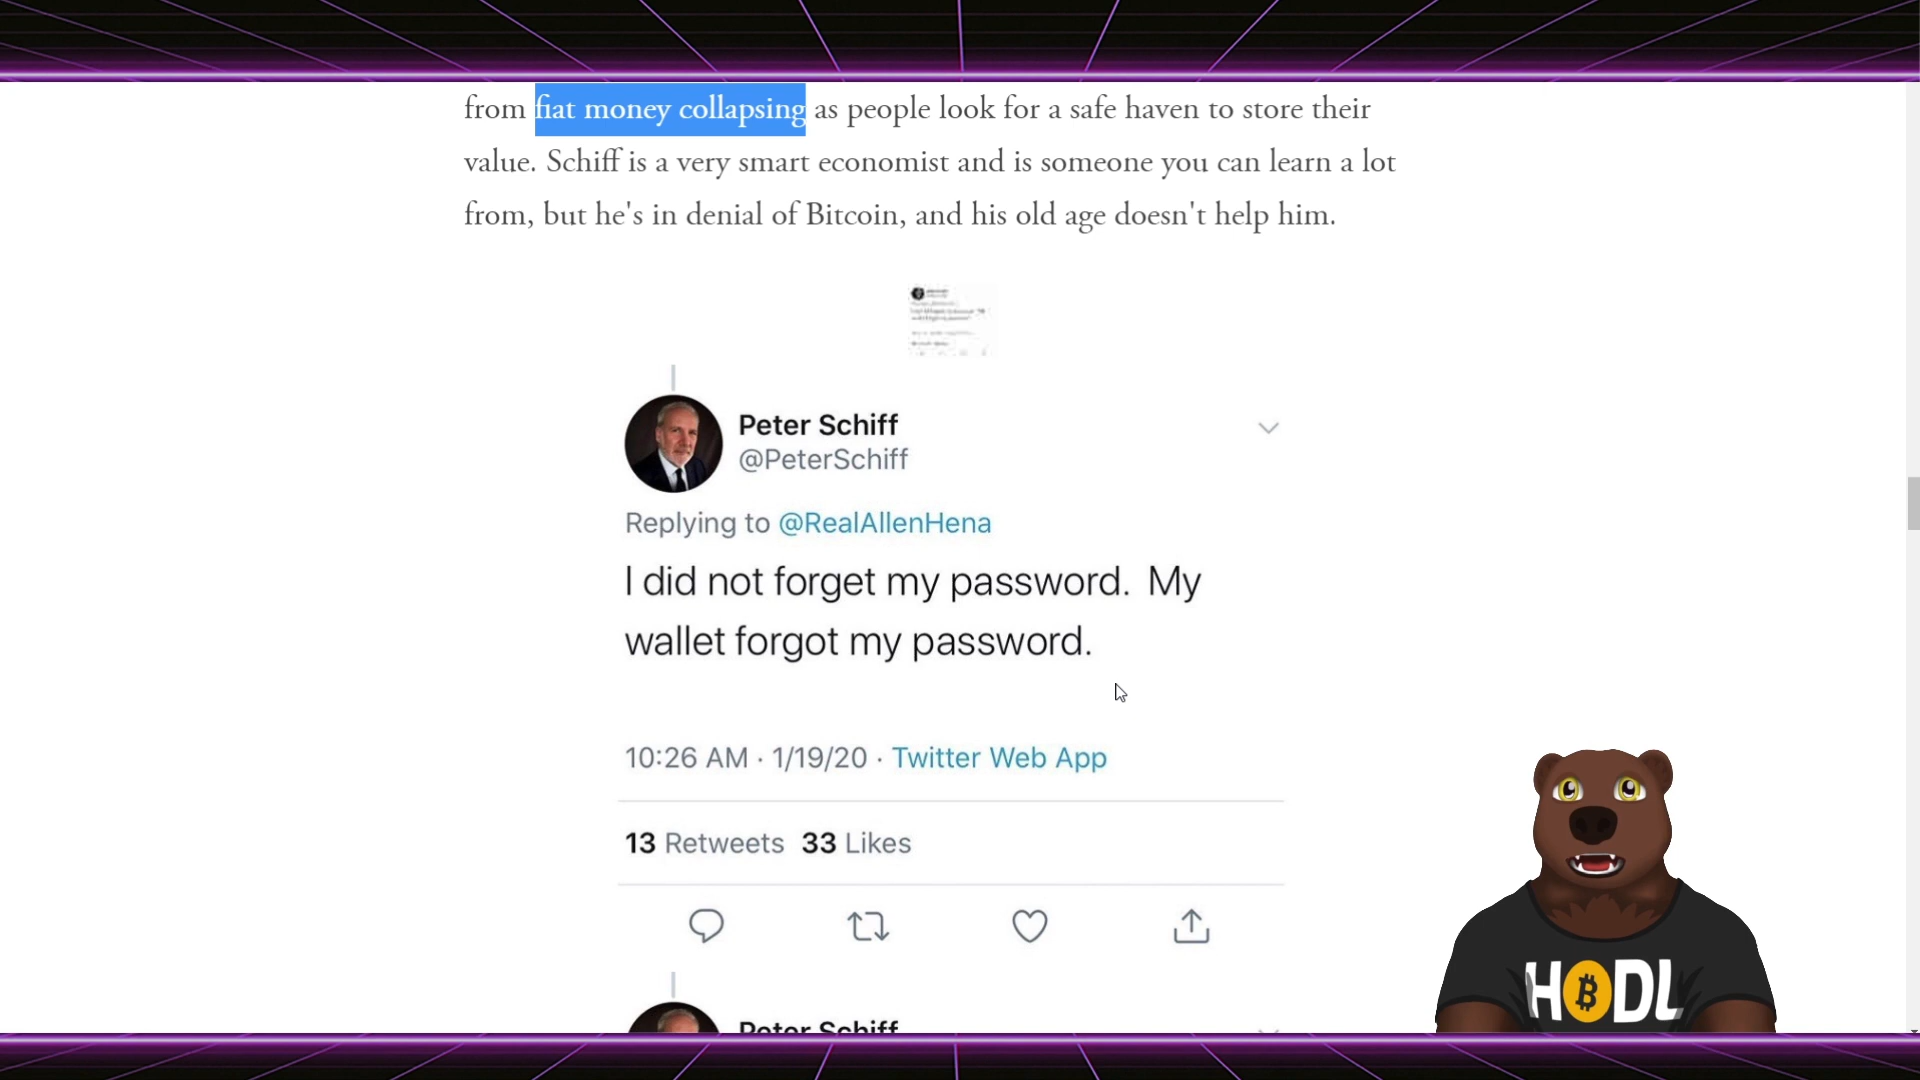 from fiat money collapsing as people look for a safe haven to store their
value. Schiff is a very smart economist and is someone you can learn a lot
from, but he's in denial of Bitcoin, and his old age doesn't help him.
Peter Schiff
@PeterSchiff
Replying to @RealAllenHena
I did not forget my password. My
wallet forgot my password.
10:26 AM · 1/19/20 · Twitter Web App
13 Retweets 33 Likes
Peter Schiff
H₿DL